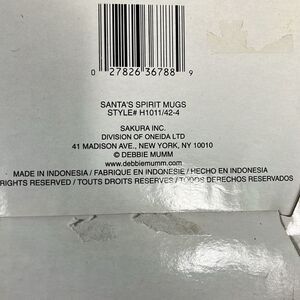 0 27826 36788 9
SANTA'S SPIRIT MUGS
STYLE# H1011/42-4
SAKURA INC.
DIVISION OF ONEIDA LTD
41 MADISON AVE., NEW YORK, NY 10010
© DEBBIE MUMM
www.debbiemumm.com
MADE IN INDONESIA / FABRIQUE EN INDONESIE / HECHO EN INDONESIA
RIGHTS RESERVED / TOUTS DROITS RESERVES / TODOS DERECHOS RESERVADOS